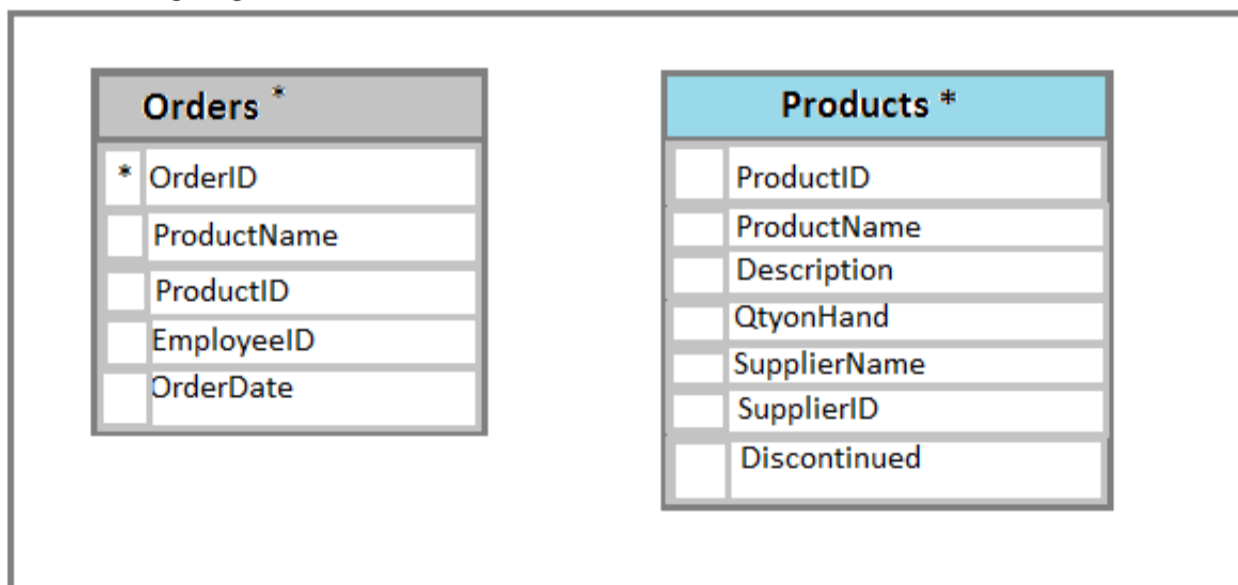 Orders *
* OrderID
ProductName
ProductID
EmployeeID
OrderDate
Products *
ProductID
ProductName
Description
QtyonHand
SupplierName
SupplierID
Discontinued